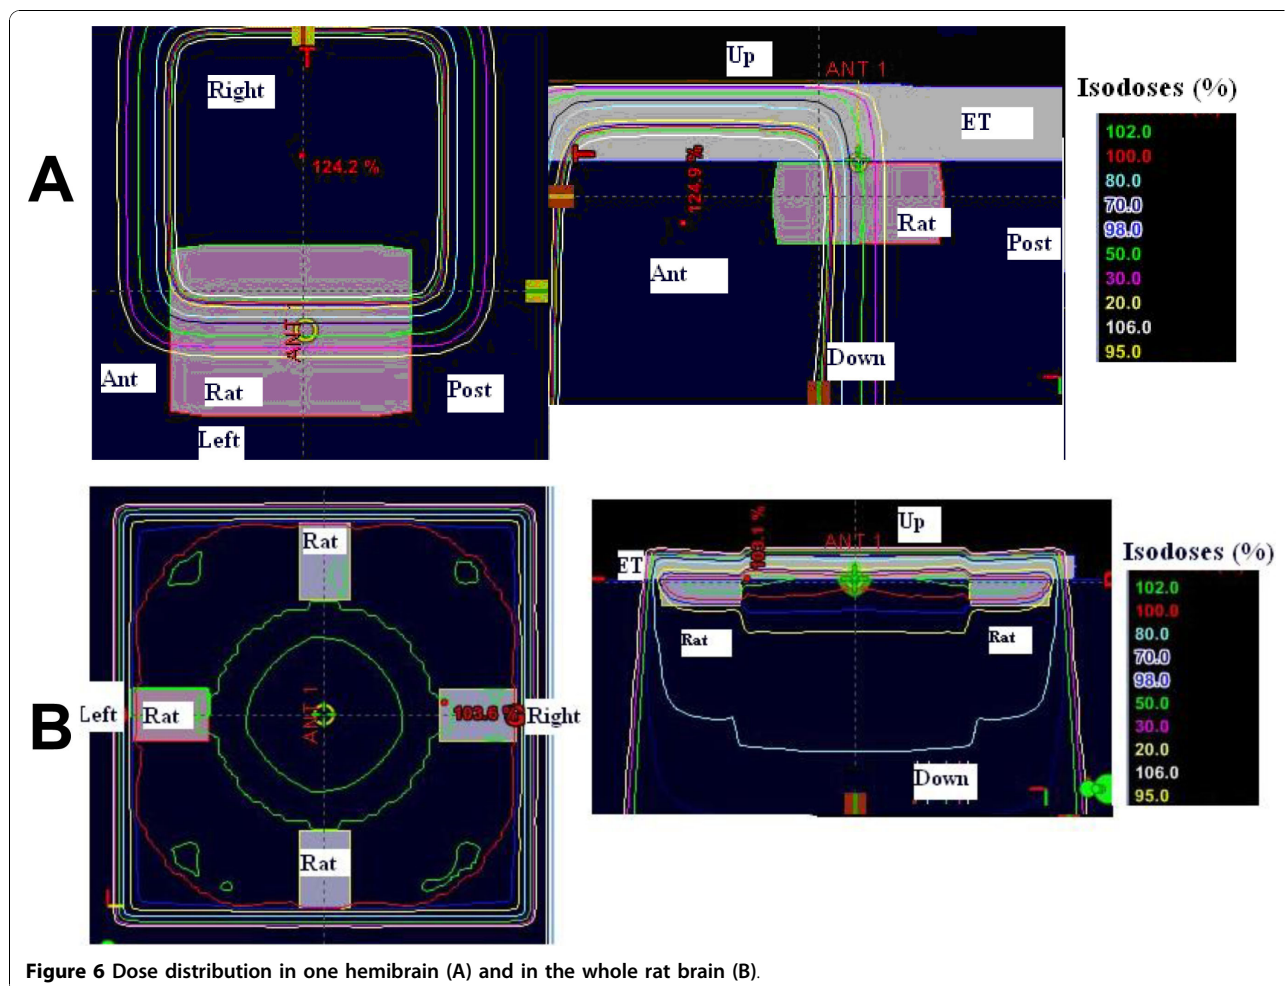 A
Right
124.2 %
ANT
Ant
Rat
Post
Left
Up
ANT 1
ET
T
124.9 %
Rat
Post
Ant
Down
Isodoses (%)
102.0
100.0
80.0
70.0
98.0
50.0
30.0
20.0
106.0
95.0
B
Rat
Left
Rat
ANT 1
103.6 %
Right
Rat
Up
ANT 1
103.1 %
ET
Rat
Rat
Down
Isodoses (%)
102.0
100.0
80.0
70.0
98.0
50.0
30.0
20.0
106.0
95.0
Figure 6 Dose distribution in one hemibrain (A) and in the whole rat brain (B).